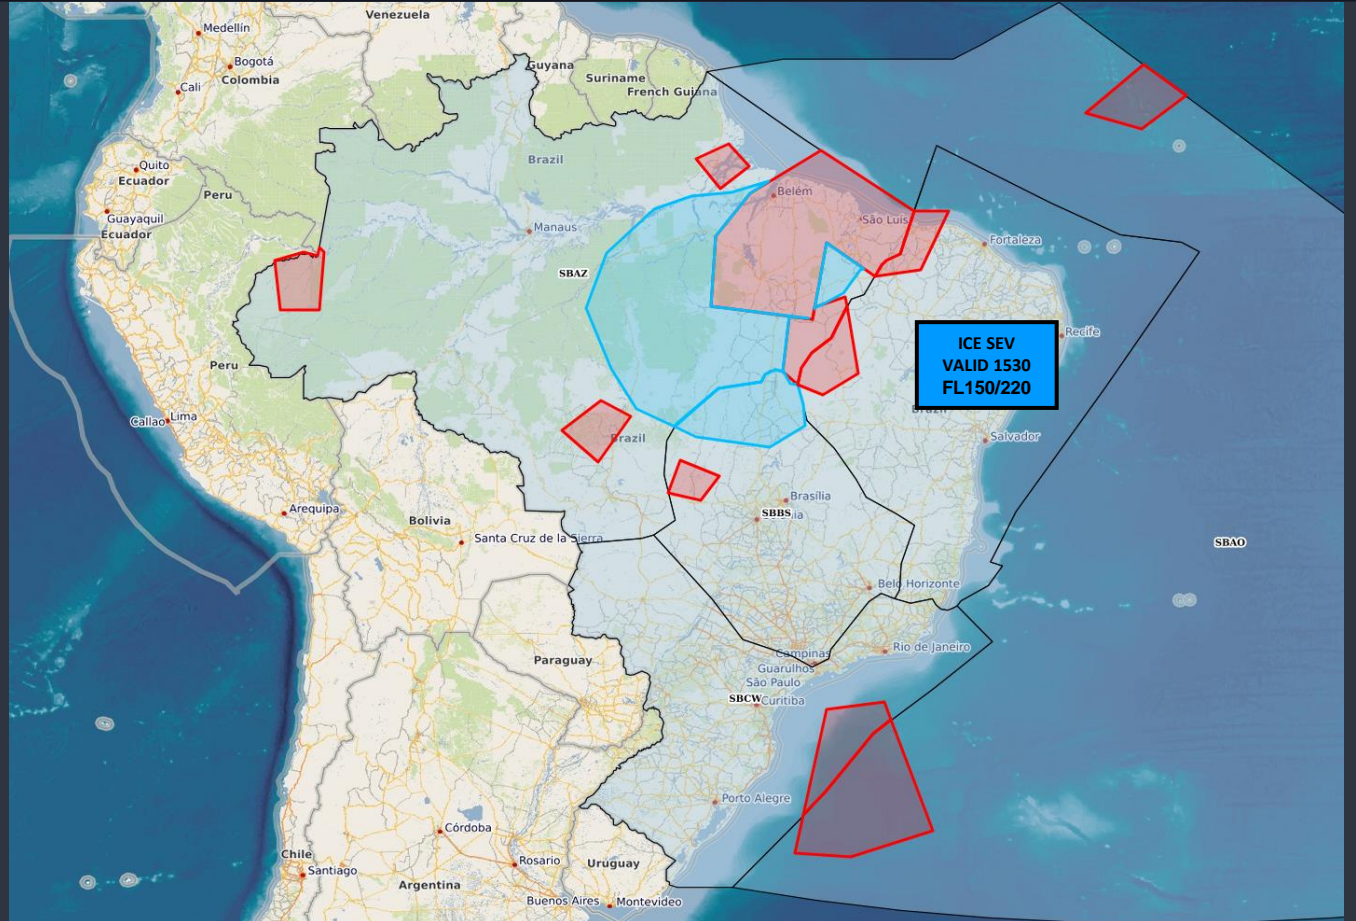 Venezuela
Medellín
Bogotá
Colombia
Cali
Guyana
Suriname
French Guiana
Brazil
Quito
Ecuador
Peru
Guayaquil
Ecuador
Manaus
Belém
São Luís
Fortaleza
SBAZ
Recife
ICE SEV
VALID 1530
FL150/220
Peru
Brazil
Callao
Lima
Brazil
Salvador
Brasília
SBBS
Arequipa
Bolivia
Santa Cruz de la Sierra
SBAO
Belo Horizonte
Rio de Janeiro
Campinas
Guarulhos
São Paulo
Paraguay
SBCW
Curitiba
Porto Alegre
Córdoba
Chile
Santiago
Rosario
Uruguay
Argentina
Buenos Aires
Montevideo